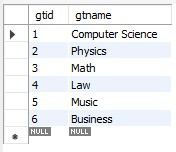 gtid gtname
1 Computer Science
2 Physics
3 Math
4 Law
5 Music
6 Business
NULL NULL